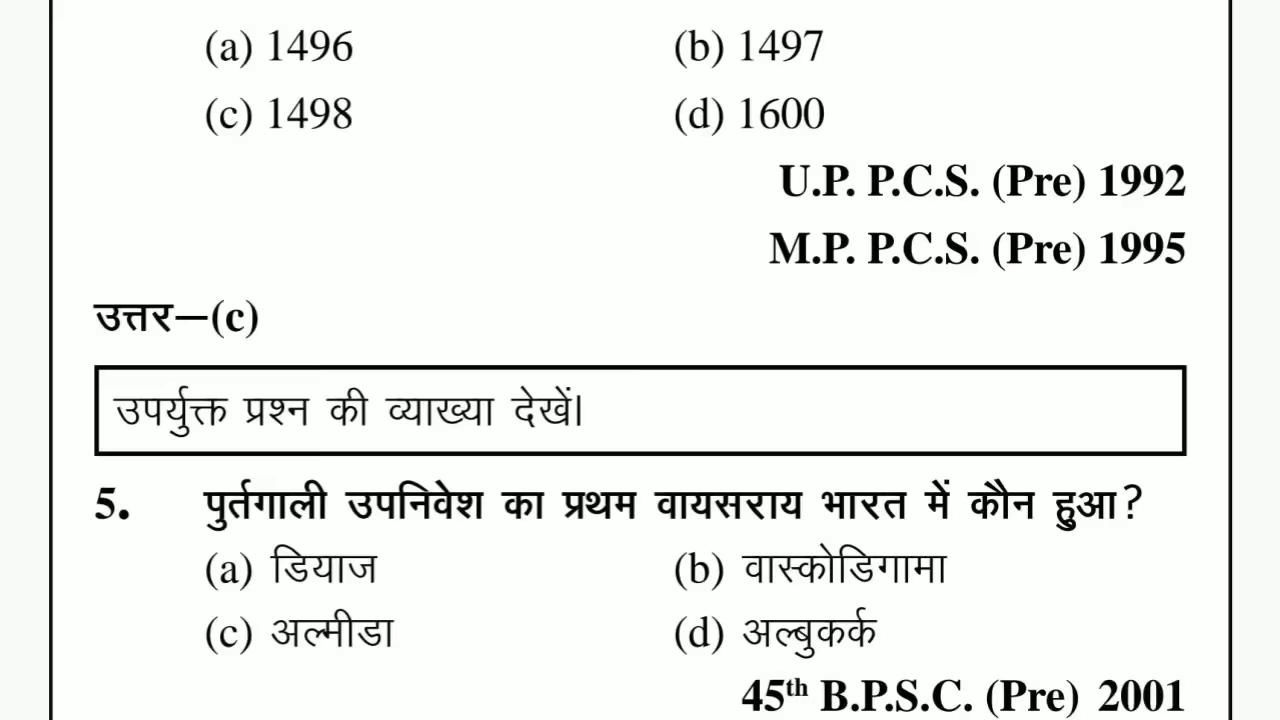 (a) 1496 (b) 1497
(c) 1498 (d) 1600
U.P. P.C.S. (Pre) 1992
M.P. P.C.S. (Pre) 1995
उत्तर—(c)
उपर्युक्त प्रश्न की व्याख्या देखें।
5. पुर्तगाली उपनिवेश का प्रथम वायसराय भारत में कौन हुआ?
(a) डियाज (b) वास्कोडिगामा
(c) अल्मीडा (d) अल्बुकर्क
45th B.P.S.C. (Pre) 2001